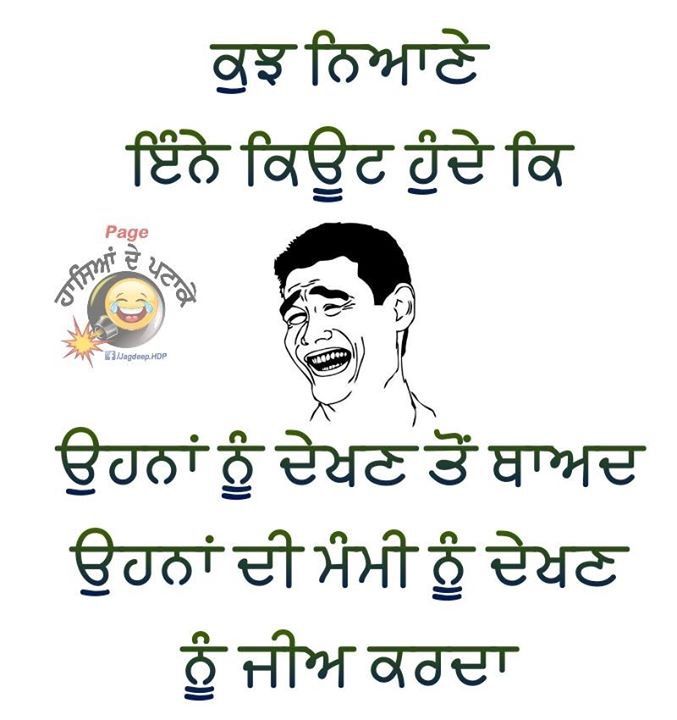 ਕੁਝ ਨਿਆਣੇ
ਇੰਨੇ ਕਿਊਟ ਹੁੰਦੇ ਕਿ
Page
ਹਾਸਿਆਂ ਦੇ ਪਟਾਕੇ
f/Jagdeep.HDP
ਉਹਨਾਂ ਨੂੰ ਦੇਖਣ ਤੋਂ ਬਾਅਦ
ਉਹਨਾਂ ਦੀ ਮੰਮੀ ਨੂੰ ਦੇਖਣ
ਨੂੰ ਜੀਅ ਕਰਦਾ